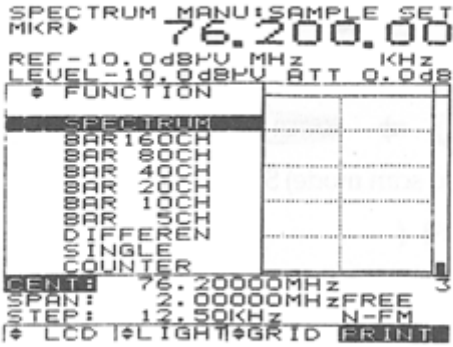 SPECTRUM MANU:SAMPLE SET
MKR▶ 76.200.00
REF-10.0dBμV MHz KHz
LEVEL-10.0dBμV ATT 0.0dB
♦ FUNCTION
SPECTRUM
BAR160CH
BAR 80CH
BAR 40CH
BAR 20CH
BAR 10CH
BAR 5CH
DIFFEREN
SINGLE
COUNTER
CENT: 76.20000MHz 3
SPAN: 2.00000MHzFREE
STEP: 12.50KHz N-FM
♦ LCD ♦LIGHT♦GRID PRINT